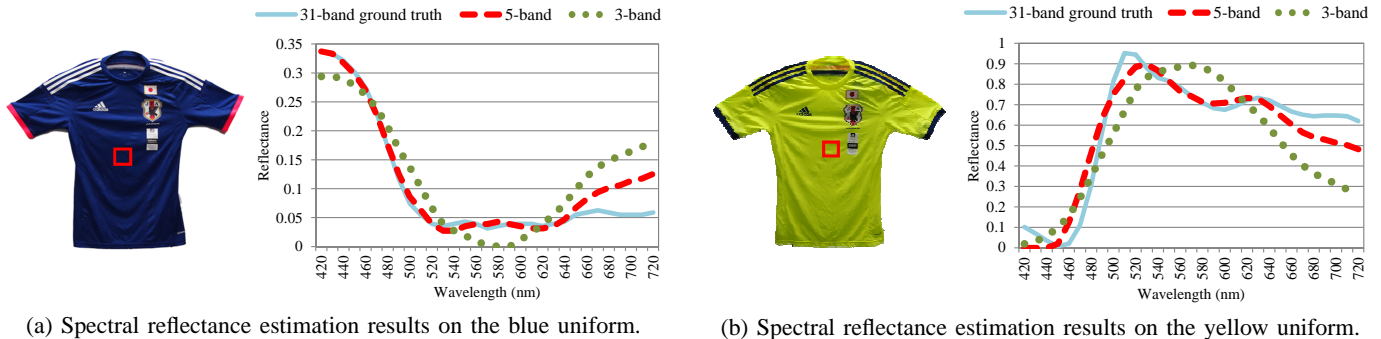 31-band ground truth 5-band 3-band
0.35
0.3
0.25
0.2
0.15
0.1
0.05
0
Reflectance
420 440 460 480 500 520 540 560 580 600 620 640 660 680 700 720
Wavelength (nm)
adidas
(a) Spectral reflectance estimation results on the blue uniform.
31-band ground truth 5-band 3-band
1
0.9
0.8
0.7
0.6
0.5
0.4
0.3
0.2
0.1
0
Reflectance
420 440 460 480 500 520 540 560 580 600 620 640 660 680 700 720
Wavelength (nm)
(b) Spectral reflectance estimation results on the yellow uniform.